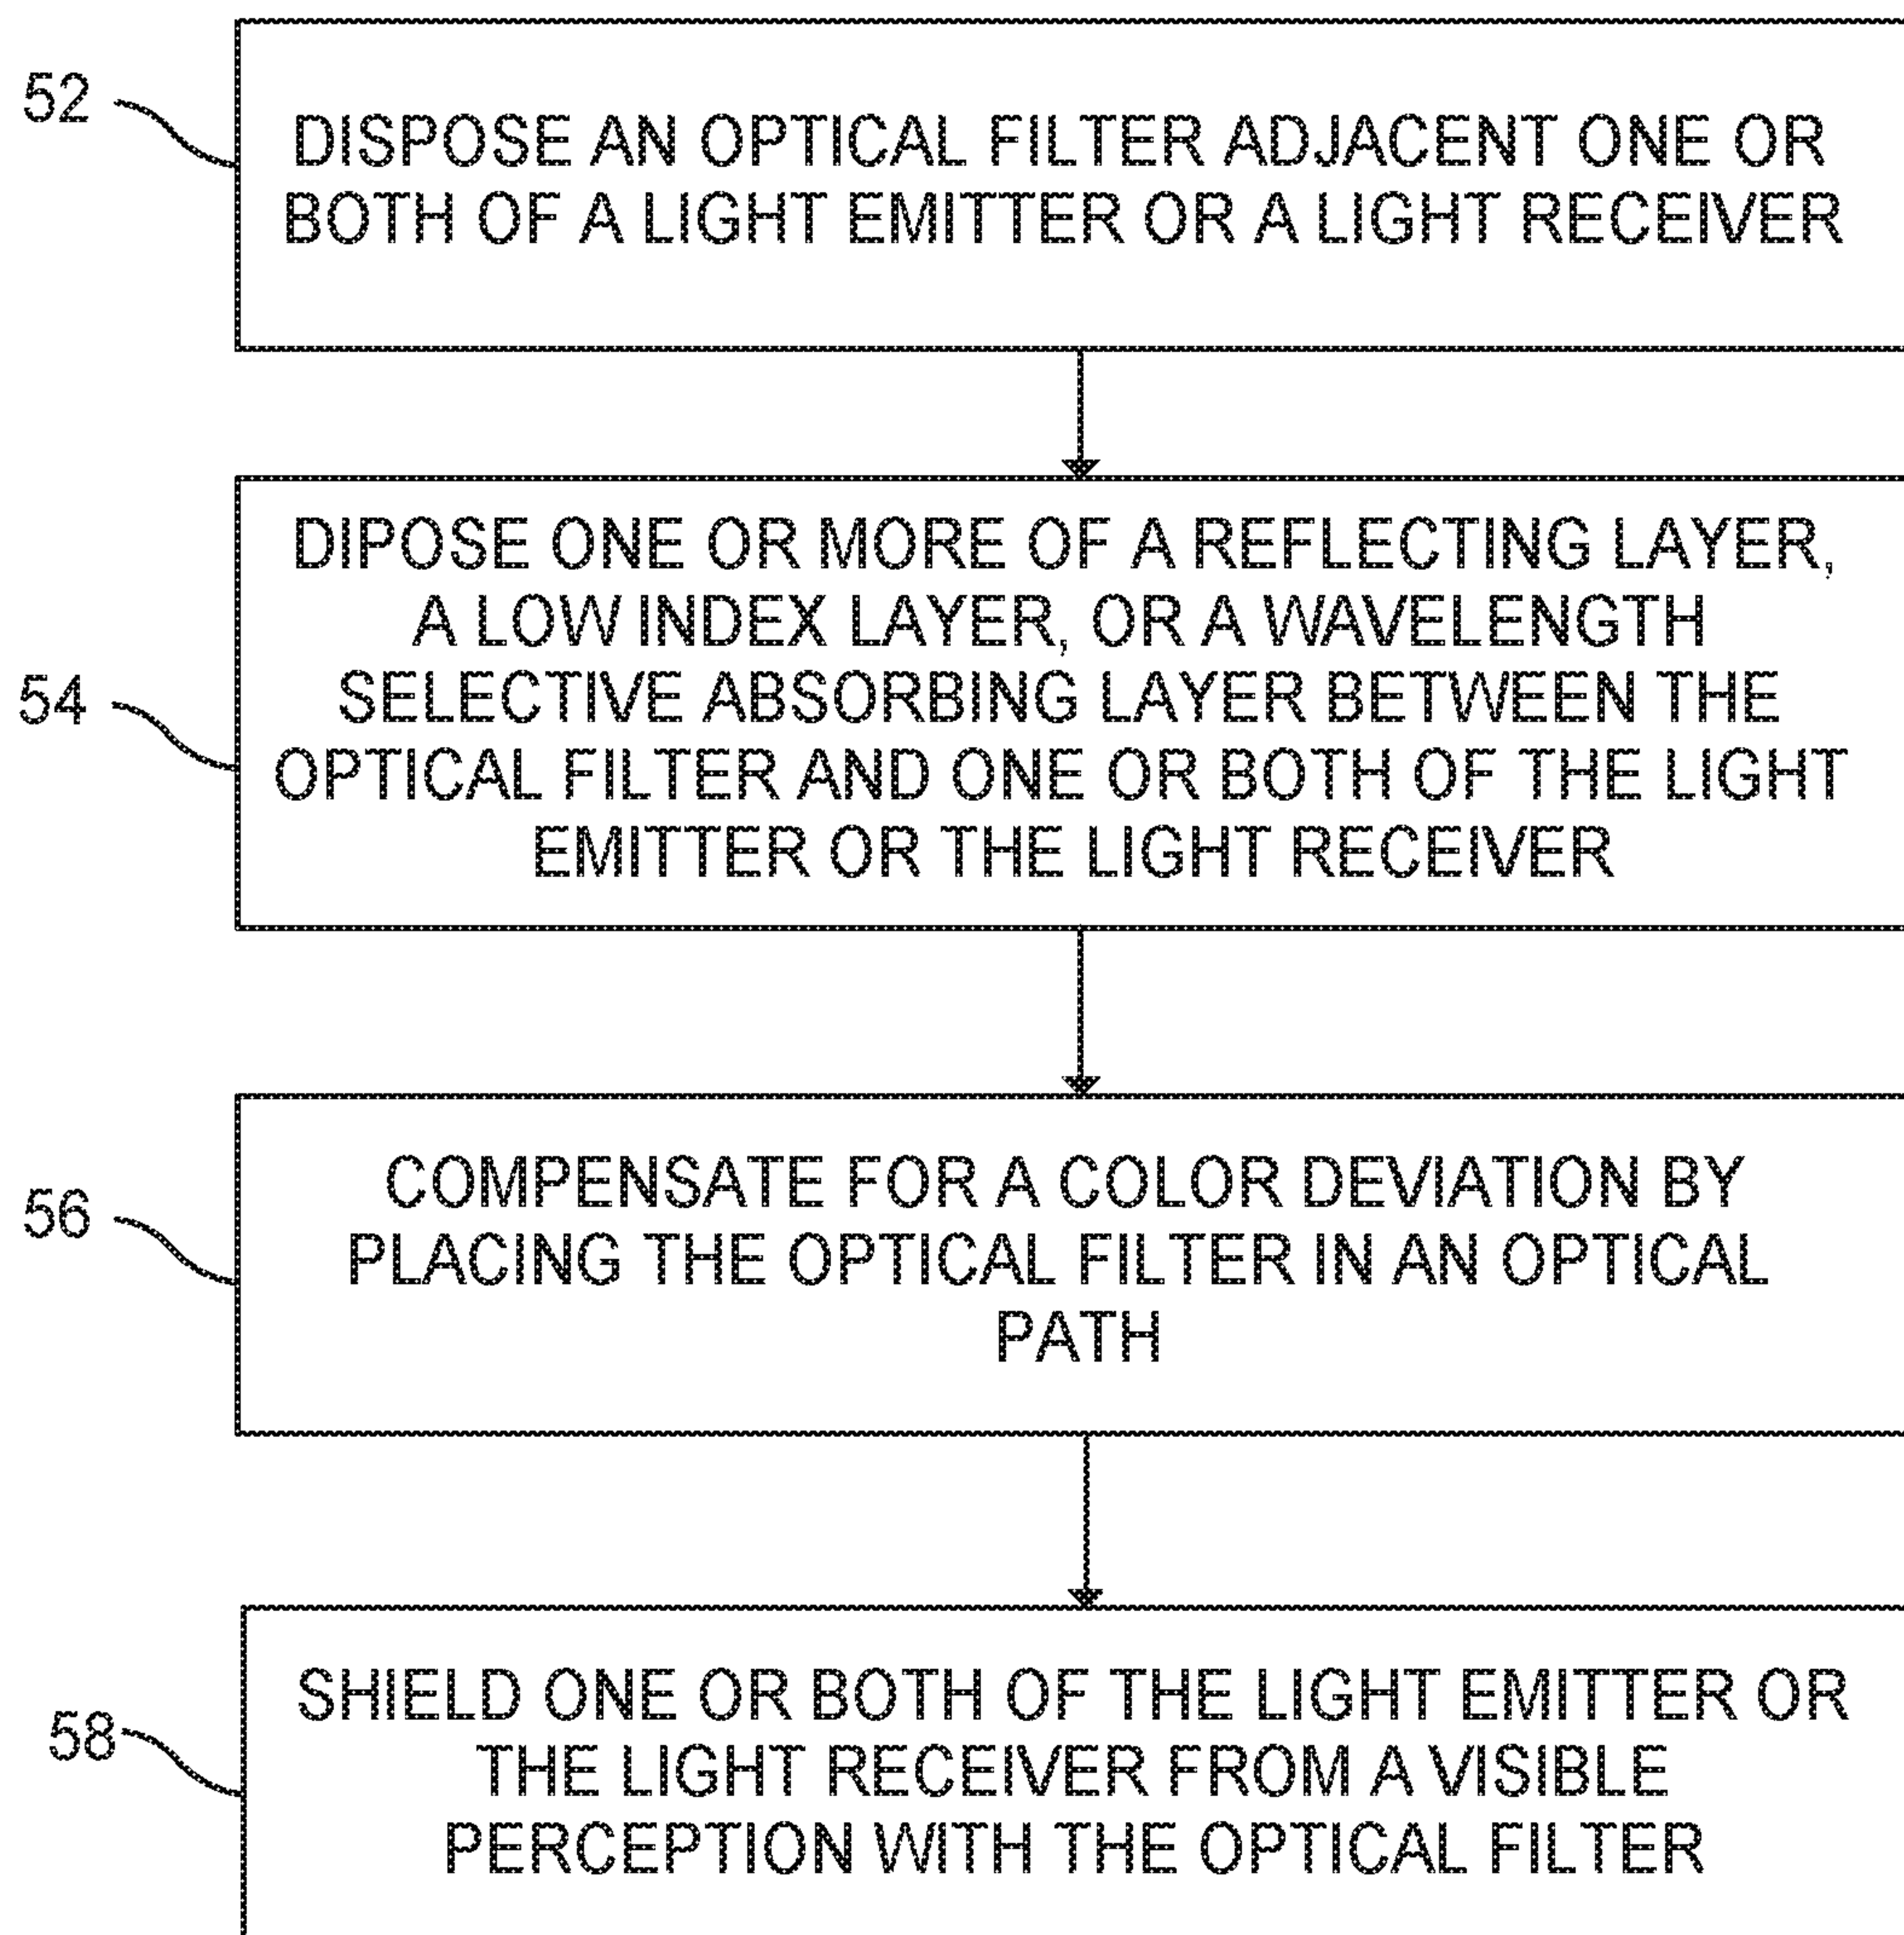 52
DISPOSE AN OPTICAL FILTER ADJACENT ONE OR
BOTH OF A LIGHT EMITTER OR A LIGHT RECEIVER
54
DIPOSE ONE OR MORE OF A REFLECTING LAYER,
A LOW INDEX LAYER, OR A WAVELENGTH
SELECTIVE ABSORBING LAYER BETWEEN THE
OPTICAL FILTER AND ONE OR BOTH OF THE LIGHT
EMITTER OR THE LIGHT RECEIVER
56
COMPENSATE FOR A COLOR DEVIATION BY
PLACING THE OPTICAL FILTER IN AN OPTICAL
PATH
58
SHIELD ONE OR BOTH OF THE LIGHT EMITTER OR
THE LIGHT RECEIVER FROM A VISIBLE
PERCEPTION WITH THE OPTICAL FILTER